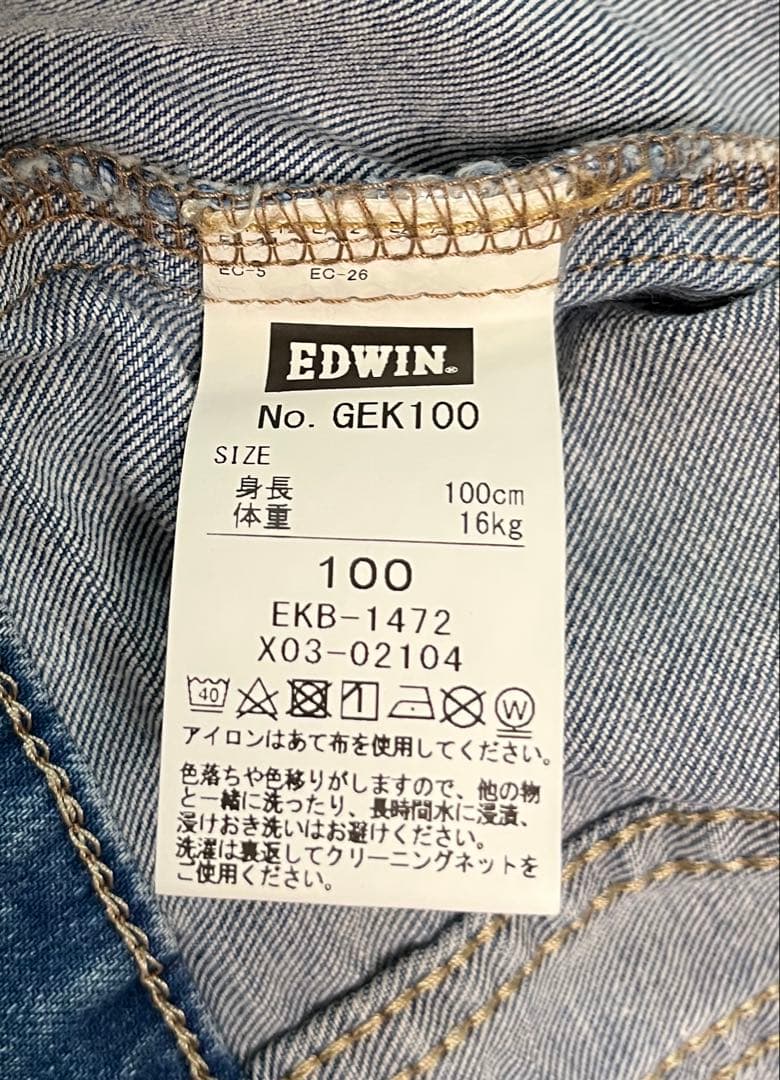 EC-5 EC-26
EDWIN®
No. GEK100
SIZE
身長 100cm
体重 16kg
100
EKB-1472
X03-02104
40 1 W
アイロンはあて布を使用してください。
色落ちや色移りがしますので、他の物
と一緒に洗ったり、長時間水に浸漬、
浸けおき洗いはお避けください。
洗濯は裏返してクリーニングネットを
ご使用ください。